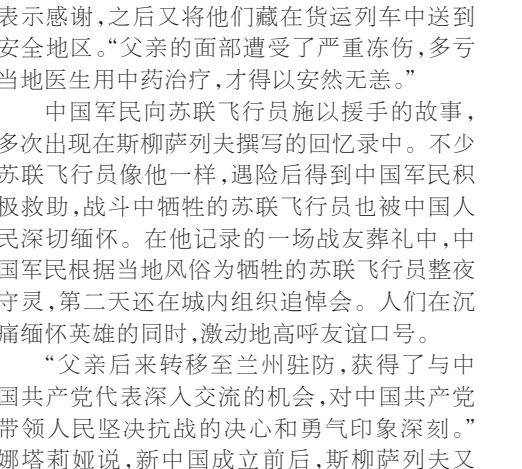 表示感谢,之后又将他们藏在货运列车中送到
安全地区。“父亲的面部遭受了严重冻伤,多亏
当地医生用中药治疗,才得以安然无恙。”
中国军民向苏联飞行员施以援手的故事,
多次出现在斯柳萨列夫撰写的回忆录中。不少
苏联飞行员像他一样,遇险后得到中国军民积
极救助,战斗中牺牲的苏联飞行员也被中国人
民深切缅怀。在他记录的一场战友葬礼中,中
国军民根据当地风俗为牺牲的苏联飞行员整夜
守灵,第二天还在城内组织追悼会。人们在沉
痛缅怀英雄的同时,激动地高呼友谊口号。
“父亲后来转移至兰州驻防,获得了与中
国共产党代表深入交流的机会,对中国共产党
带领人民坚决抗战的决心和勇气印象深刻。”
娜塔莉娅说,新中国成立前后,斯柳萨列夫又